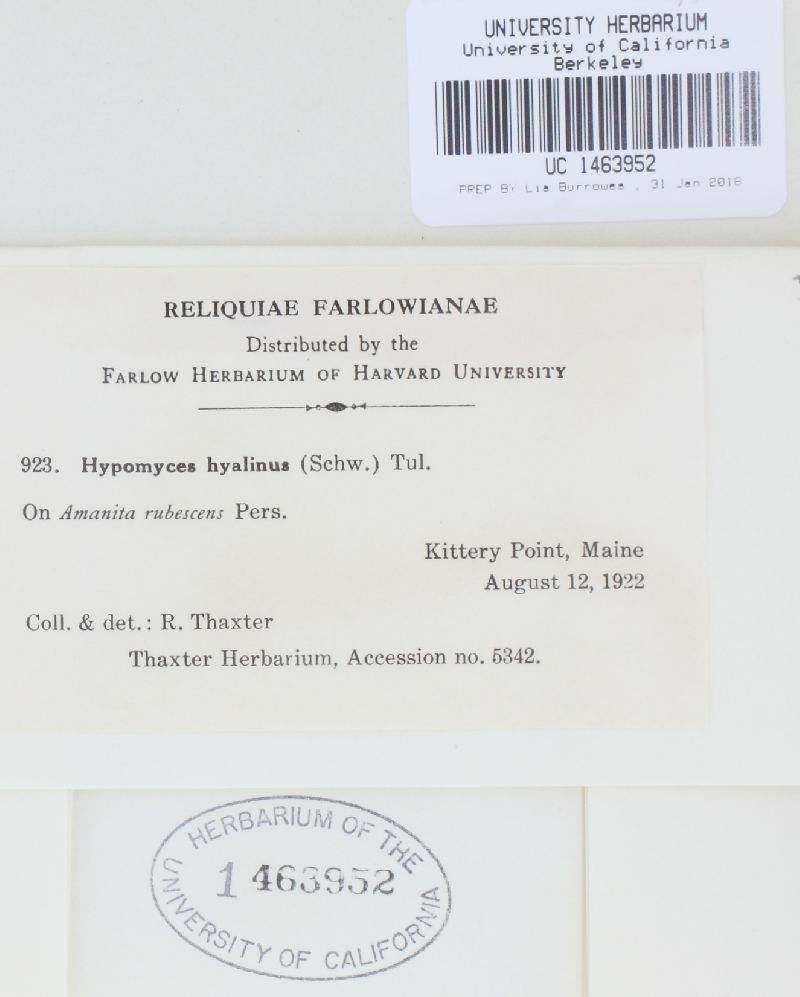 UNIVERSITY HERBARIUM
University of California
Berkeley
UC 1463952
PREP BY Lia Burrowes , 31 Jan 2018
RELIQUIAE FARLOWIANAE
Distributed by the
FARLOW HERBARIUM OF HARVARD UNIVERSITY
923. Hypomyces hyalinus (Schw.) Tul.
On Amanita rubescens Pers.
Kittery Point, Maine
August 12, 1922
Coll. & det.: R. Thaxter
Thaxter Herbarium, Accession no. 5342.
HERBARIUM OF THE
1463952
UNIVERSITY OF CALIFORNIA